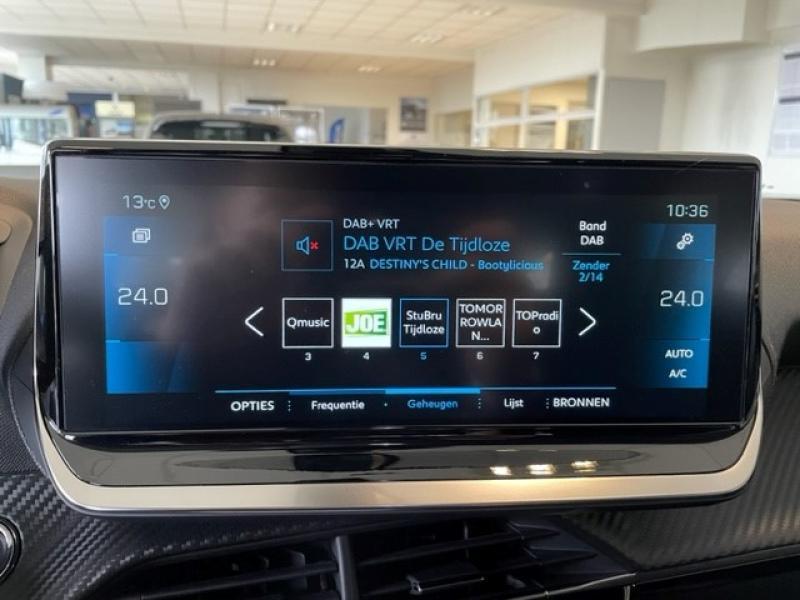 13°C
10:36
DAB+ VRT
DAB VRT De Tijdloze
12A DESTINY'S CHILD - Bootylicious
Band
DAB
Zender
2/14
24.0
24.0
Qmusic
JOE
StuBru
Tijdloze
TOMOR
ROWLA
N...
TOPradi
o
3
4
5
6
7
AUTO
A/C
OPTIES
Frequentie
Geheugen
Lijst
BRONNEN